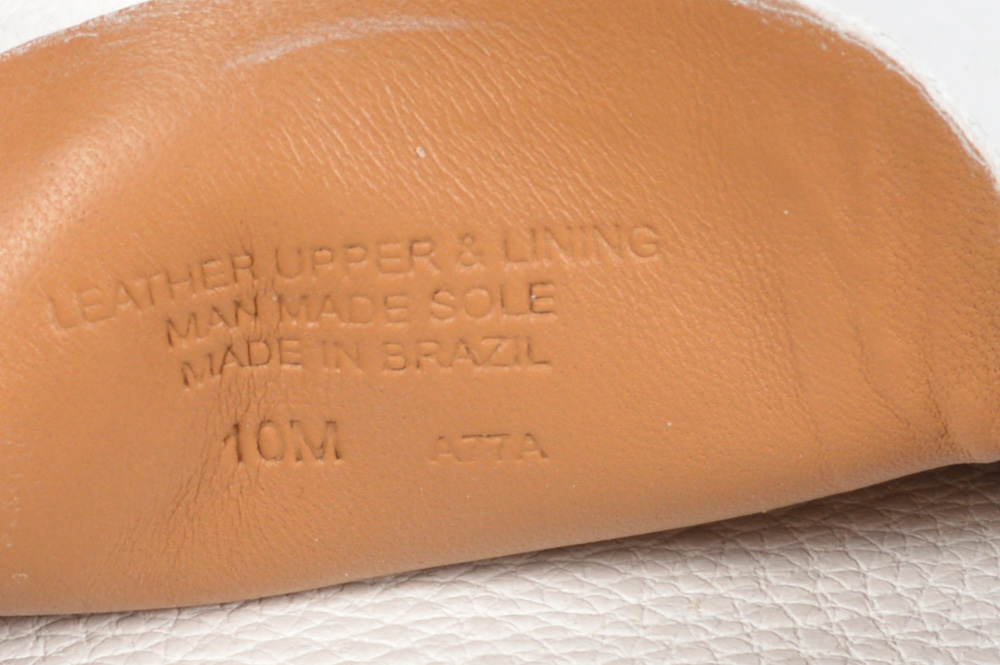 LEATHER UPPER & LINING
MAN MADE SOLE
MADE IN BRAZIL
10M A77A